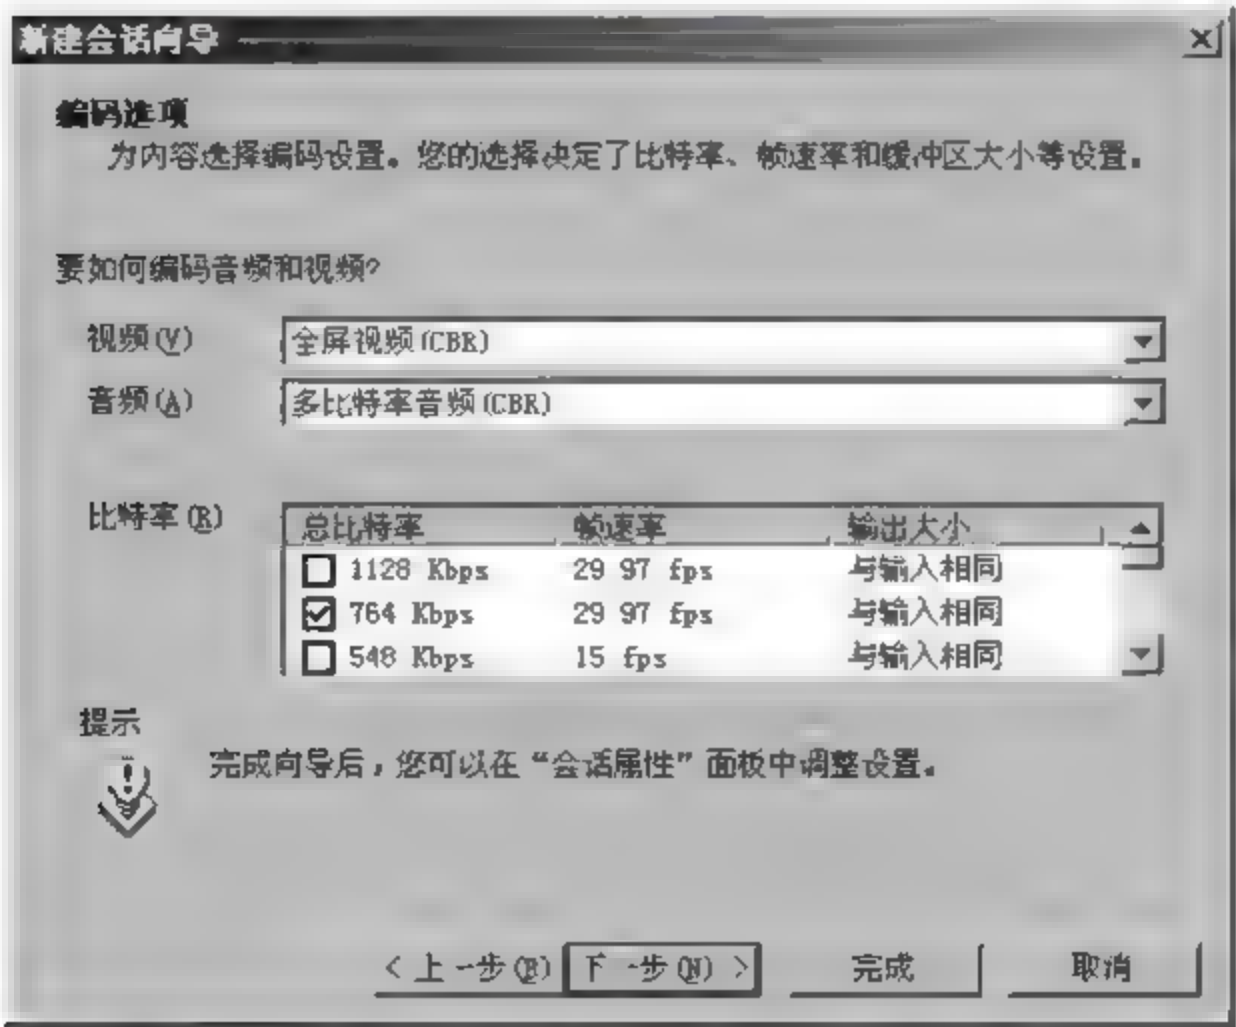 新建会话向导
编码选项
为内容选择编码设置。您的选择决定了比特率、帧速率和缓冲区大小等设置。
要如何编码音频和视频?
视频(V) 全屏视频(CBR)
音频(A) 多比特率音频(CBR)
比特率(R) 总比特率 帧速率 输出大小
1128 Kbps 29 97 fps 与输入相同
764 Kbps 29 97 fps 与输入相同
548 Kbps 15 fps 与输入相同
提示
完成向导后,您可以在“会话属性”面板中调整设置。
<上一步(B) 下一步(N)> 完成 取消